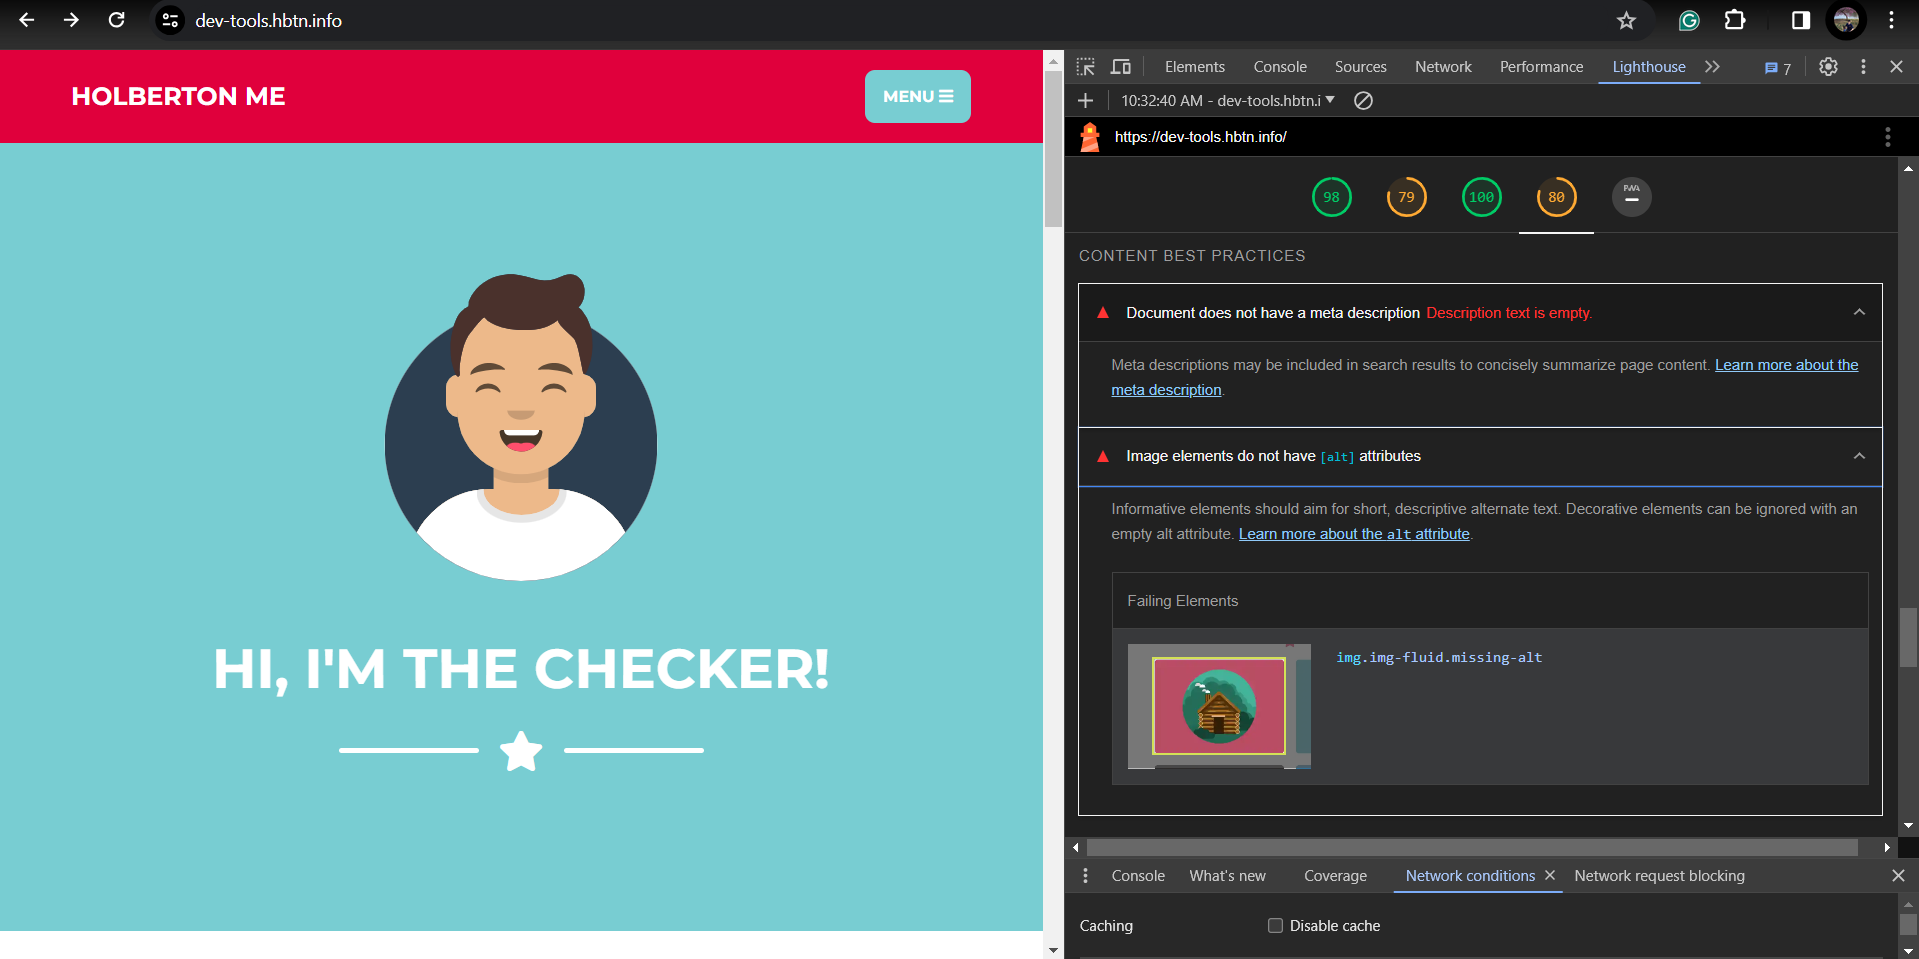 dev-tools.hbtn.info
HOLBERTON ME
MENU
HI, I'M THE CHECKER!
Elements Console Sources Network Performance Lighthouse 7
10:32:40 AM - dev-tools.hbtn.i
https://dev-tools.hbtn.info/
98 79 100 80 PWA
CONTENT BEST PRACTICES
Document does not have a meta description Description text is empty.
Meta descriptions may be included in search results to concisely summarize page content. Learn more about the
meta description.
Image elements do not have [alt] attributes
Informative elements should aim for short, descriptive alternate text. Decorative elements can be ignored with an
empty alt attribute. Learn more about the alt attribute.
Failing Elements
img.img-fluid.missing-alt
Console What's new Coverage Network conditions Network request blocking
Caching Disable cache